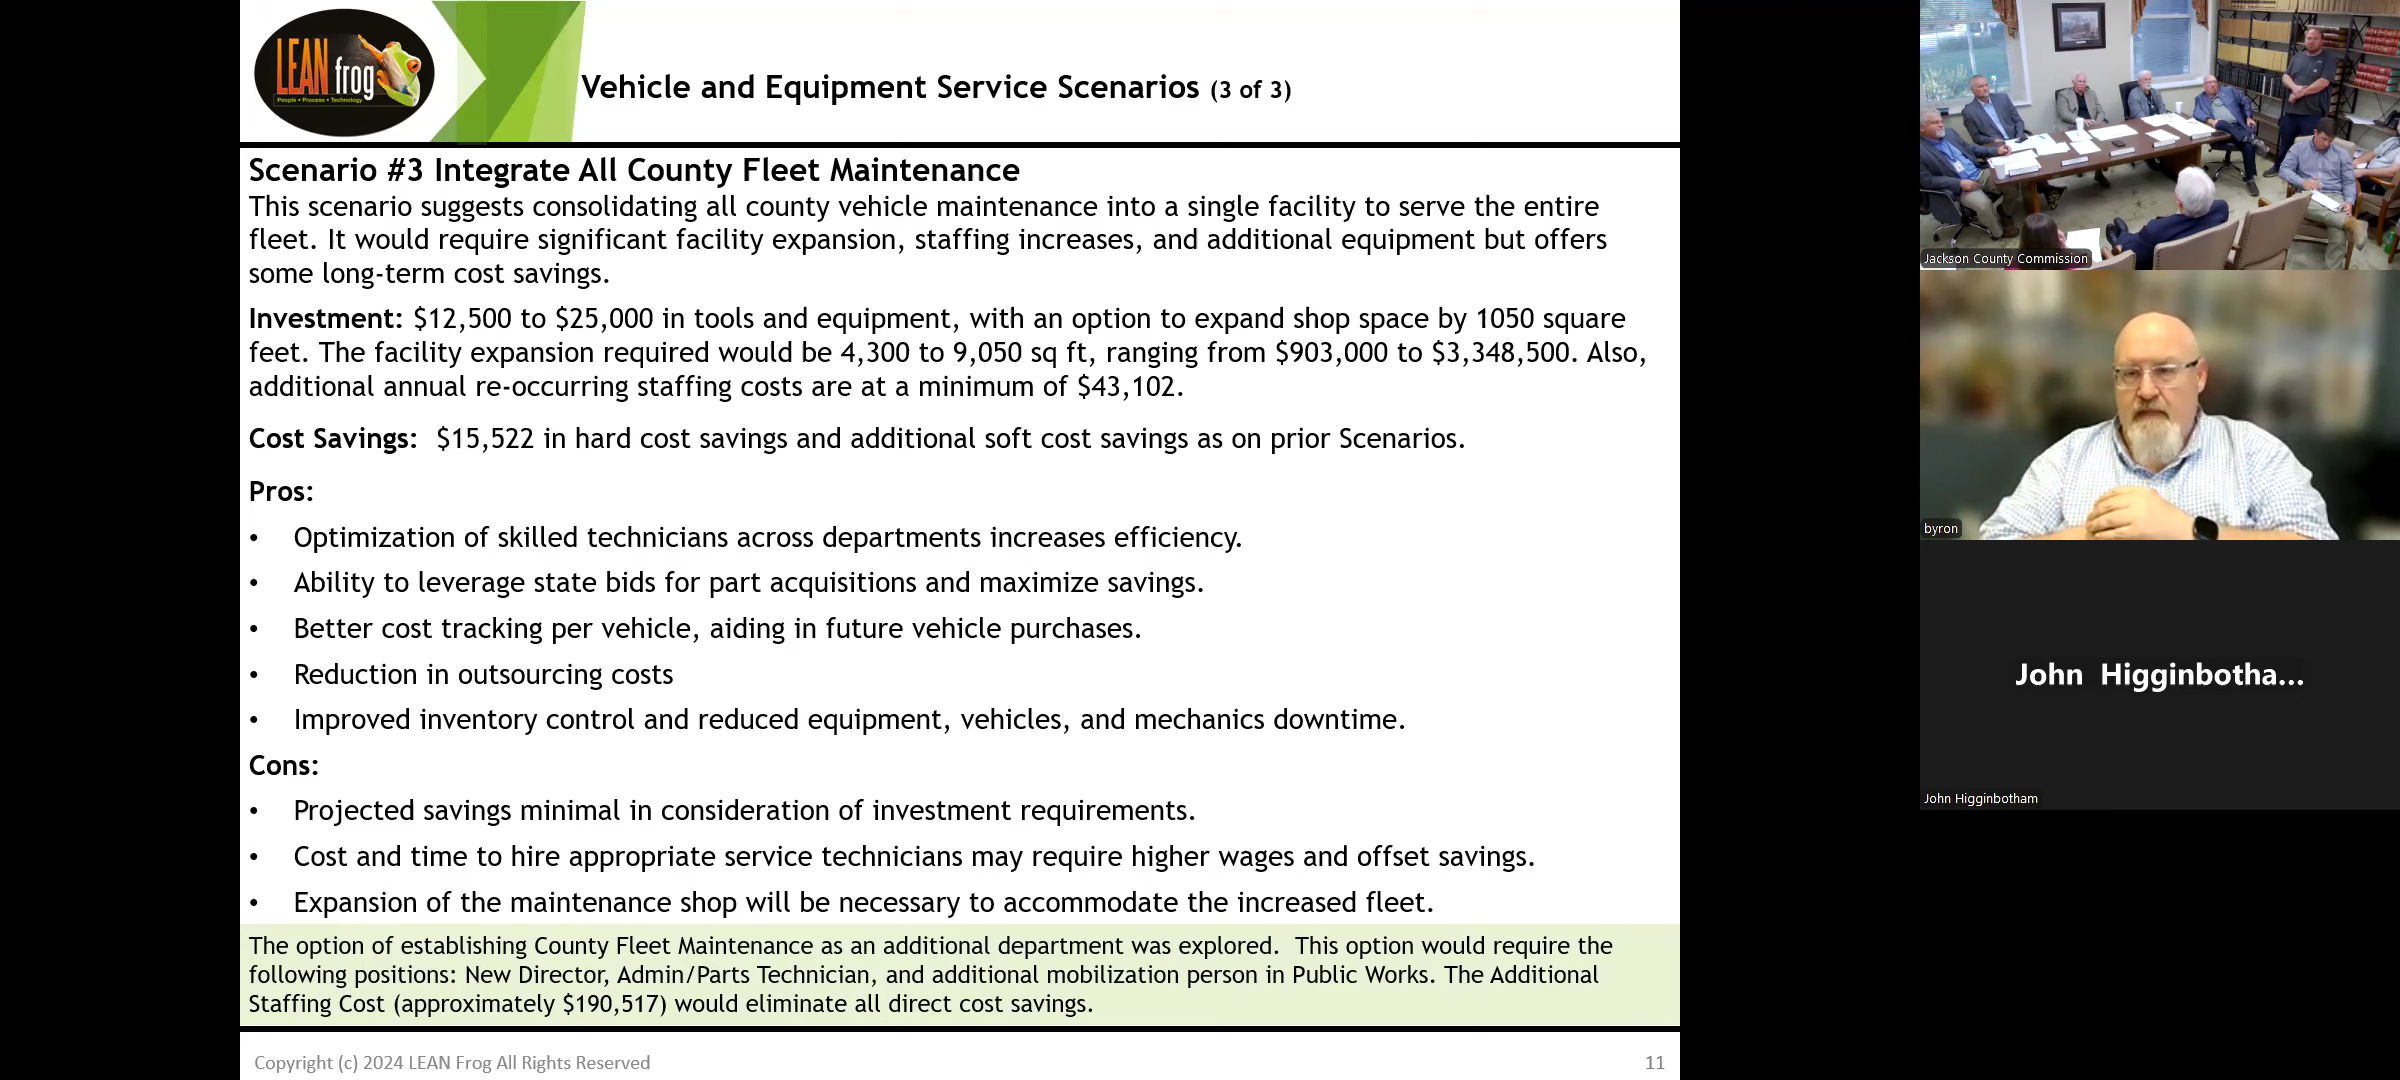 LEAN frog
People • Process • Technology
Vehicle and Equipment Service Scenarios (3 of 3)
Scenario #3 Integrate All County Fleet Maintenance
This scenario suggests consolidating all county vehicle maintenance into a single facility to serve the entire
fleet. It would require significant facility expansion, staffing increases, and additional equipment but offers
some long-term cost savings.
Investment: $12,500 to $25,000 in tools and equipment, with an option to expand shop space by 1050 square
feet. The facility expansion required would be 4,300 to 9,050 sq ft, ranging from $903,000 to $3,348,500. Also,
additional annual re-occurring staffing costs are at a minimum of $43,102.
Cost Savings: $15,522 in hard cost savings and additional soft cost savings as on prior Scenarios.
Pros:
• Optimization of skilled technicians across departments increases efficiency.
• Ability to leverage state bids for part acquisitions and maximize savings.
• Better cost tracking per vehicle, aiding in future vehicle purchases.
• Reduction in outsourcing costs
• Improved inventory control and reduced equipment, vehicles, and mechanics downtime.
Cons:
• Projected savings minimal in consideration of investment requirements.
• Cost and time to hire appropriate service technicians may require higher wages and offset savings.
• Expansion of the maintenance shop will be necessary to accommodate the increased fleet.
The option of establishing County Fleet Maintenance as an additional department was explored. This option would require the
following positions: New Director, Admin/Parts Technician, and additional mobilization person in Public Works. The Additional
Staffing Cost (approximately $190,517) would eliminate all direct cost savings.
Copyright (c) 2024 LEAN Frog All Rights Reserved
11
Jackson County Commission
byron
John Higginbotha...
John Higginbotham